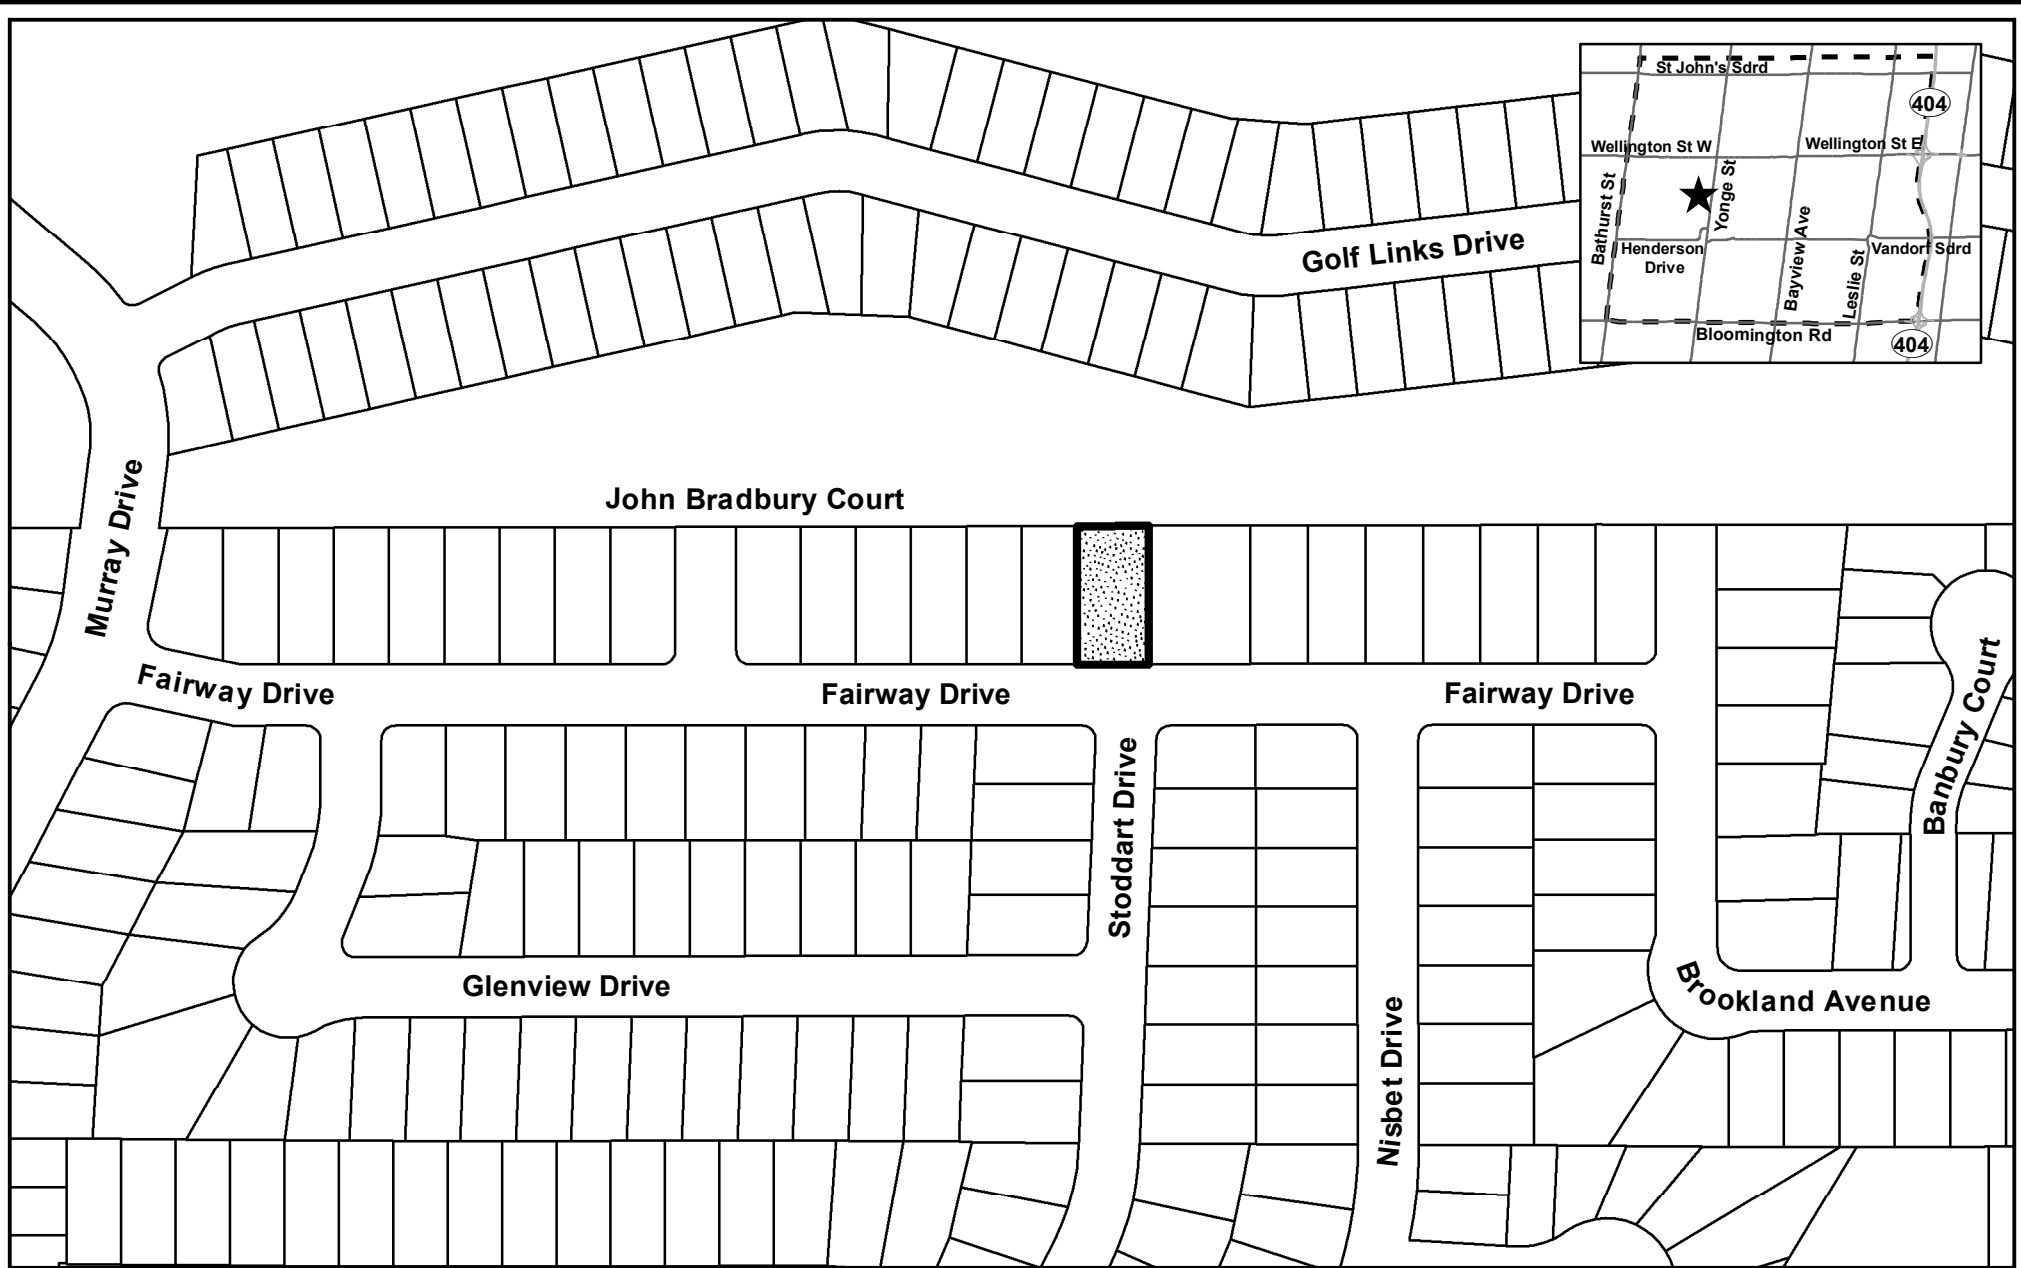 St John's Sdrd
404
Wellington St W
Wellington St E
Bathurst St
Yonge St
Bayview Ave
Leslie St
Henderson
Drive
Vandorf Sdrd
Bloomington Rd
404
Golf Links Drive
John Bradbury Court
Murray Drive
Fairway Drive
Fairway Drive
Fairway Drive
Banbury Court
Stoddart Drive
Glenview Drive
Brookland Avenue
Nisbet Drive